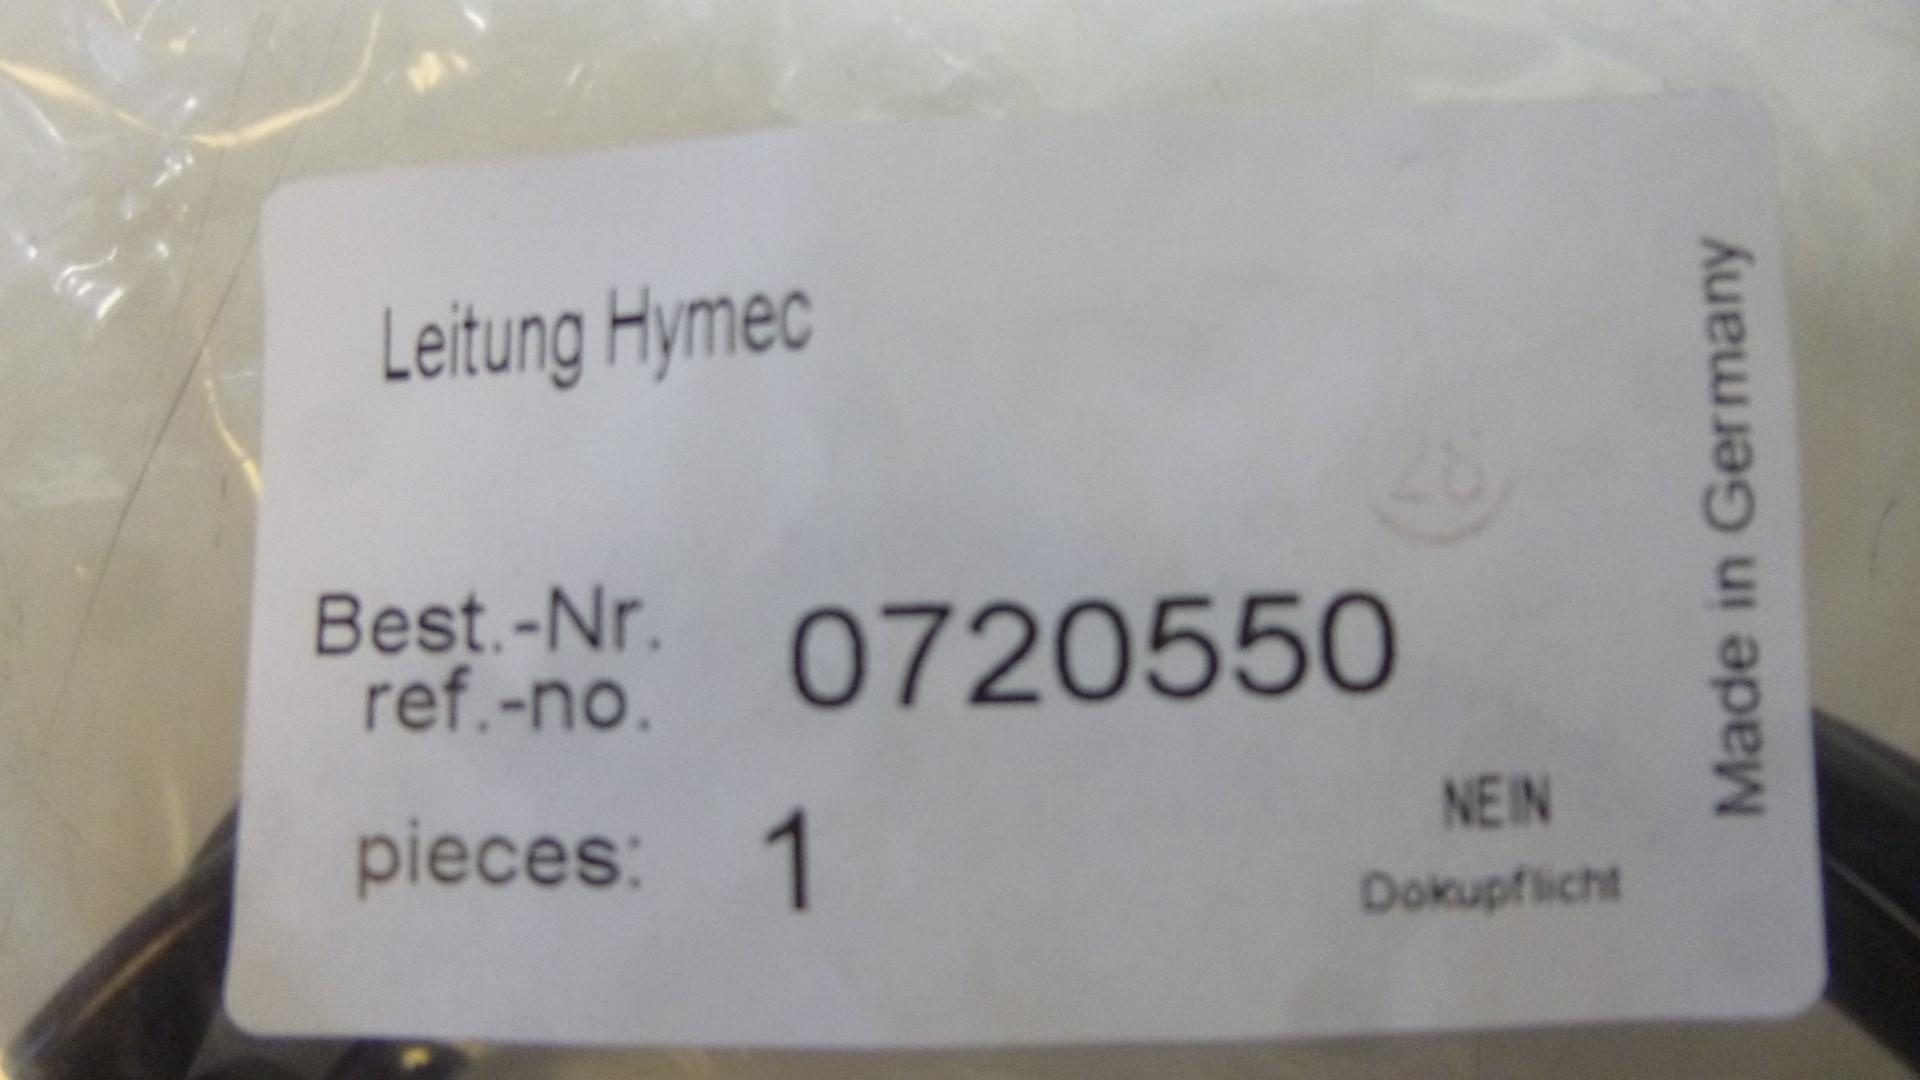 Leitung Hymec
Best.-Nr.
ref.-no.
0720550
pieces: 1
NEIN
Dokupflicht
Made in Germany